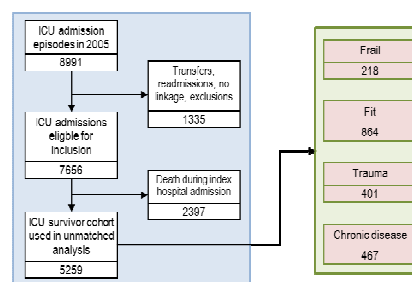 ICU admission
episodes in 2005
8991
Transfers,
readmissions, no
linkage, exclusions
1335
ICU admissions
eligible for
inclusion
7656
Death during index
hospital admission
2397
ICU survivor cohort
used in unmatched
analysis
5259
Frail
218
Fit
864
Trauma
401
Chronic disease
467